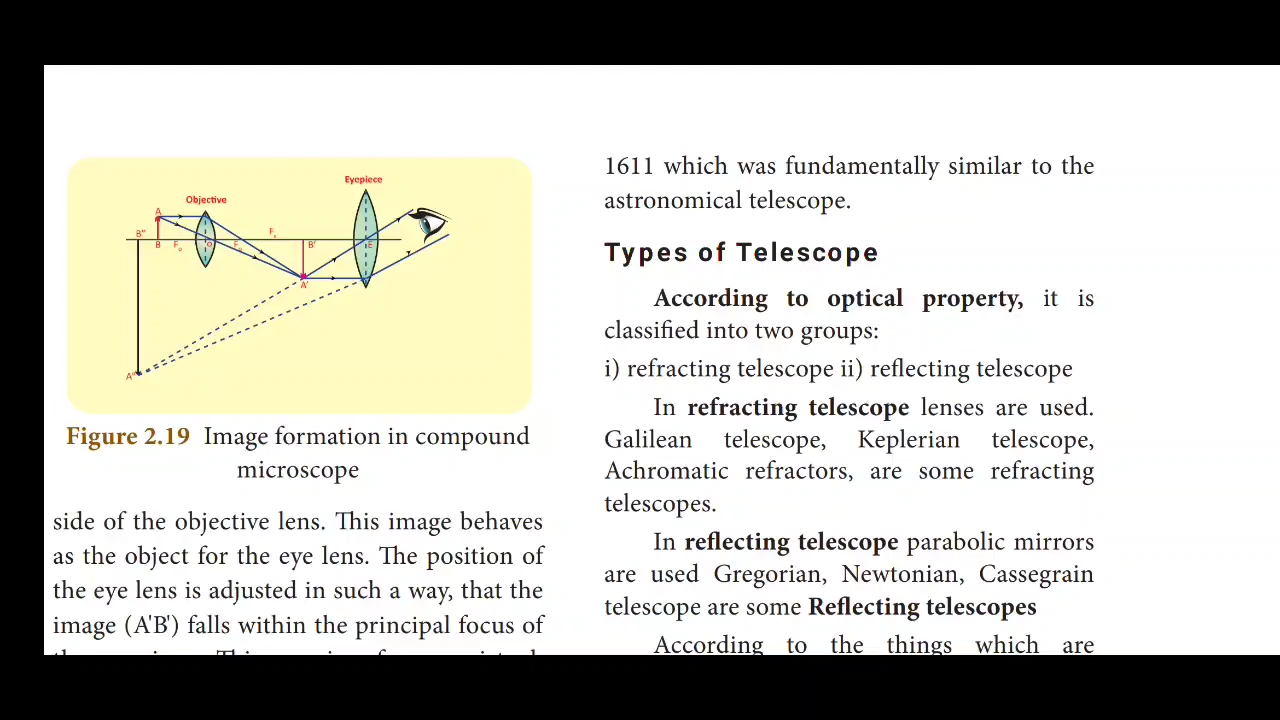 Eyepiece
Objective
A
B"
B
Fo
O
Fo
Fe
B'
E
A'
A"
Figure 2.19 Image formation in compound
microscope
side of the objective lens. This image behaves
as the object for the eye lens. The position of
the eye lens is adjusted in such a way, that the
image (A'B') falls within the principal focus of
1611 which was fundamentally similar to the
astronomical telescope.
Types of Telescope
According to optical property, it is
classified into two groups:
i) refracting telescope ii) reflecting telescope
In refracting telescope lenses are used.
Galilean telescope, Keplerian telescope,
Achromatic refractors, are some refracting
telescopes.
In reflecting telescope parabolic mirrors
are used Gregorian, Newtonian, Cassegrain
telescope are some Reflecting telescopes
According to the things which are